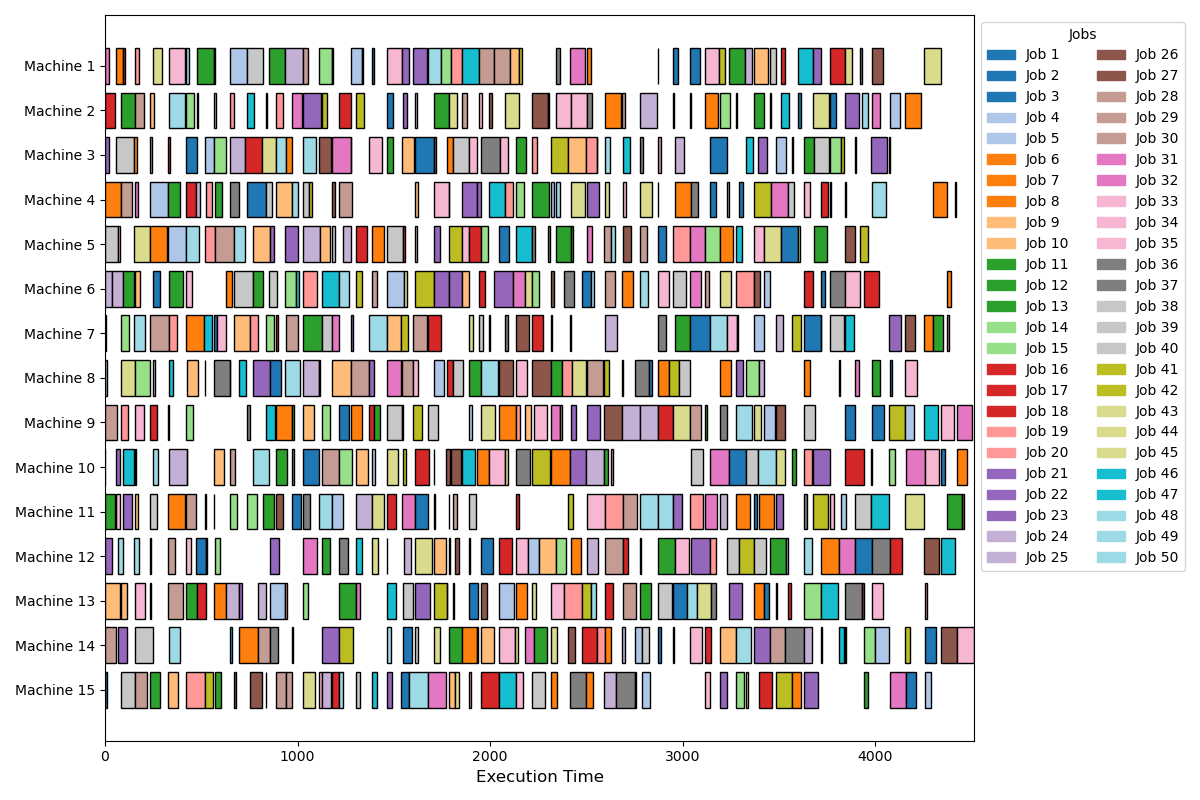 Machine 1
Machine 2
Machine 3
Machine 4
Machine 5
Machine 6
Machine 7
Machine 8
Machine 9
Machine 10
Machine 11
Machine 12
Machine 13
Machine 14
Machine 15
0 1000 2000 3000 4000
Execution Time
Jobs
Job 1 Job 26
Job 2 Job 27
Job 3 Job 28
Job 4 Job 29
Job 5 Job 30
Job 6 Job 31
Job 7 Job 32
Job 8 Job 33
Job 9 Job 34
Job 10 Job 35
Job 11 Job 36
Job 12 Job 37
Job 13 Job 38
Job 14 Job 39
Job 15 Job 40
Job 16 Job 41
Job 17 Job 42
Job 18 Job 43
Job 19 Job 44
Job 20 Job 45
Job 21 Job 46
Job 22 Job 47
Job 23 Job 48
Job 24 Job 49
Job 25 Job 50